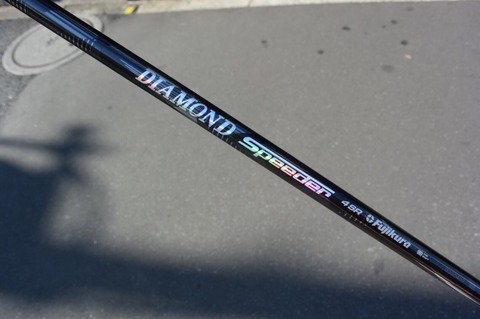 DIAMOND Speeder 4SR Fujikura